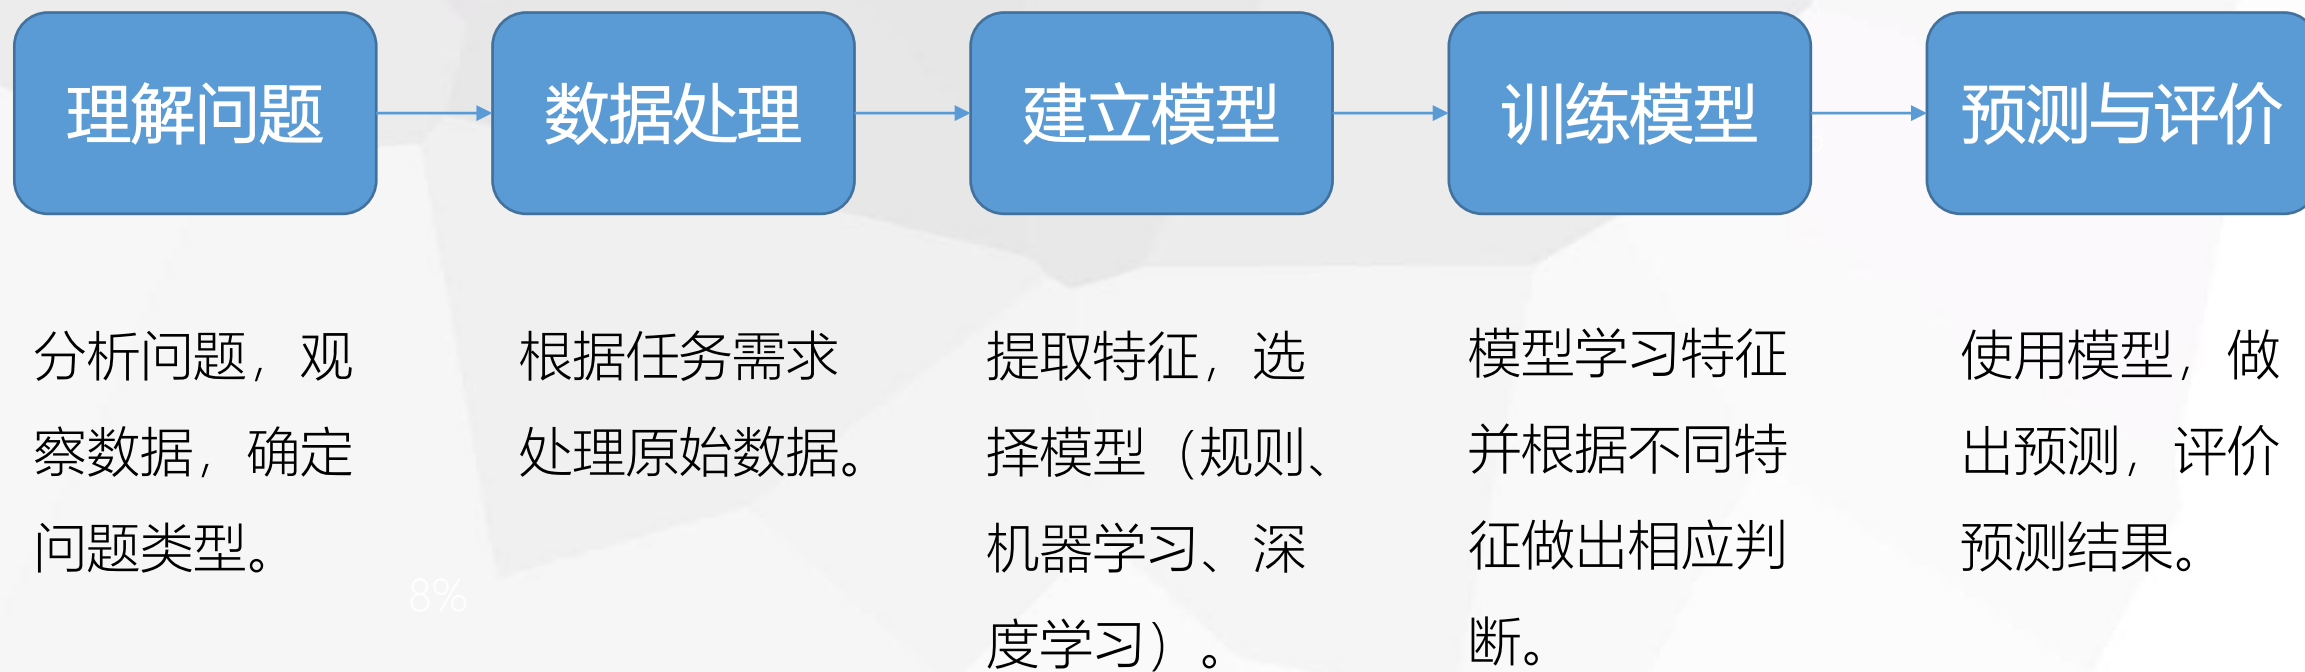 理解问题
数据处理
建立模型
训练模型
预测与评价
分析问题，观
察数据，确定
问题类型。
根据任务需求
处理原始数据。
提取特征，选
择模型（规则、
机器学习、深
度学习）。
模型学习特征
并根据不同特
征做出相应判
断。
使用模型，做
出预测，评价
预测结果。
8%